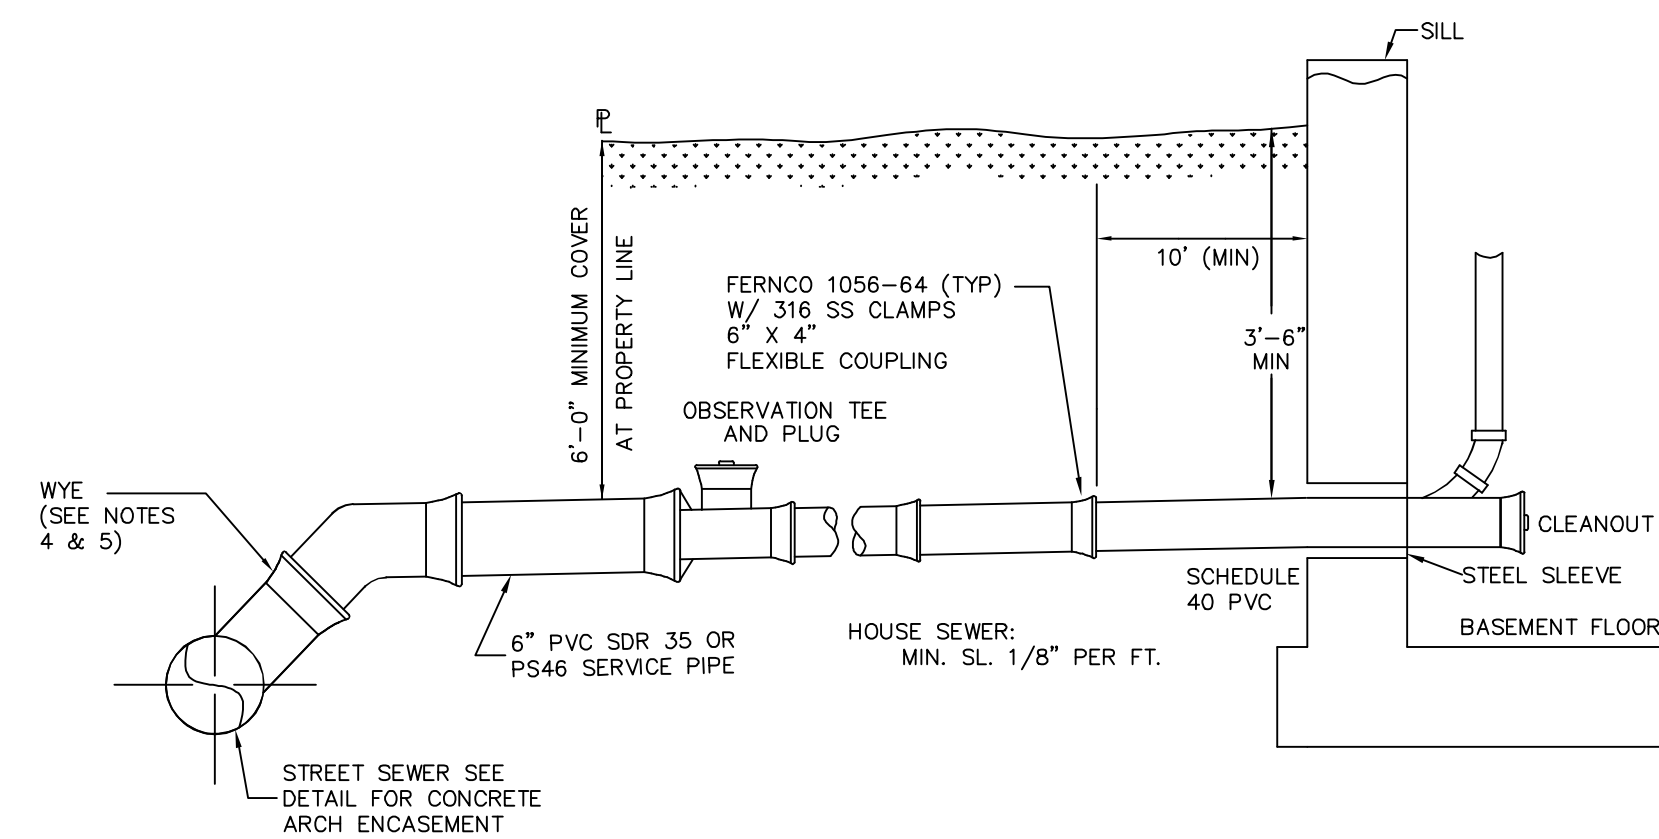 SILL
PL
6'-0" MINIMUM COVER
AT PROPERTY LINE
10' (MIN)
FERNCO 1056-64 (TYP)
W/ 316 SS CLAMPS
6" X 4"
FLEXIBLE COUPLING
3'-6"
MIN
OBSERVATION TEE
AND PLUG
WYE
(SEE NOTES
4 & 5)
CLEANOUT
STEEL SLEEVE
SCHEDULE
40 PVC
BASEMENT FLOOR
HOUSE SEWER:
MIN. SL. 1/8" PER FT.
6" PVC SDR 35 OR
PS46 SERVICE PIPE
STREET SEWER SEE
DETAIL FOR CONCRETE
ARCH ENCASEMENT